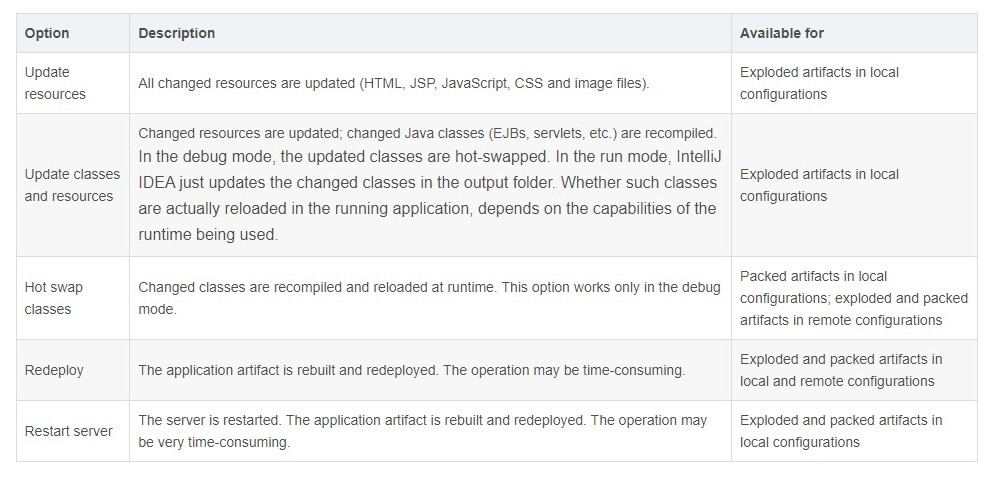 Option
Description
Available for
Update
resources
All changed resources are updated (HTML, JSP, JavaScript, CSS and image files).
Exploded artifacts in local
configurations
Update classes
and resources
Changed resources are updated; changed Java classes (EJBs, servlets, etc.) are recompiled.
In the debug mode, the updated classes are hot-swapped. In the run mode, IntelliJ
IDEA just updates the changed classes in the output folder. Whether such classes
are actually reloaded in the running application, depends on the capabilities of the
runtime being used.
Exploded artifacts in local
configurations
Hot swap
classes
Changed classes are recompiled and reloaded at runtime. This option works only in the debug
mode.
Packed artifacts in local
configurations; exploded and packed
artifacts in remote configurations
Redeploy
The application artifact is rebuilt and redeployed. The operation may be time-consuming.
Exploded and packed artifacts in
local and remote configurations
Restart server
The server is restarted. The application artifact is rebuilt and redeployed. The operation may
be very time-consuming.
Exploded and packed artifacts in
local configurations